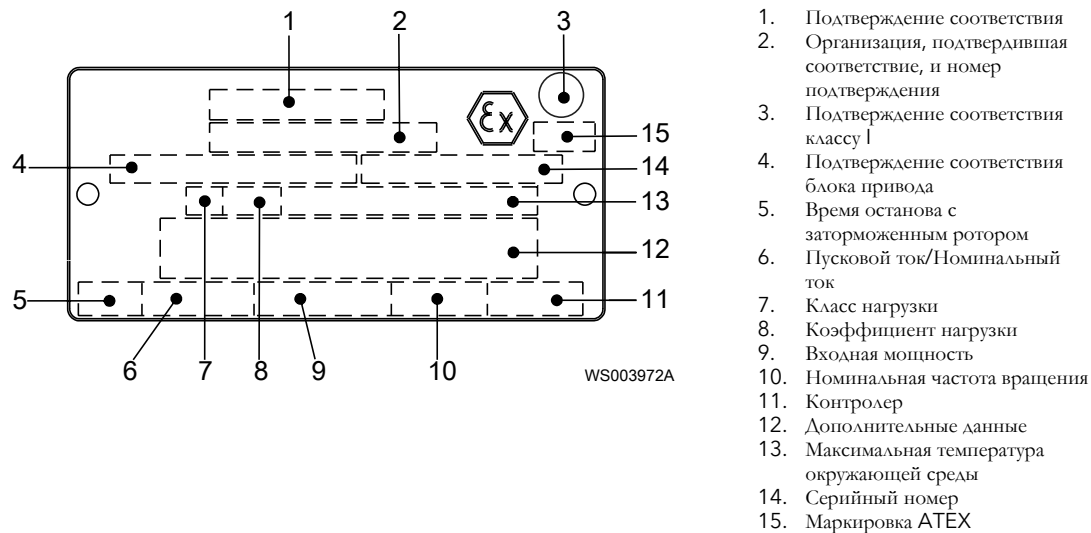 1
2
3
εx
15
4
14
7
8
13
12
5
11
6
7
8
9
10
WS003972A
1. Подтверждение соответствия
2. Организация, подтвердившая
соответствие, и номер
подтверждения
3. Подтверждение соответствия
классу I
4. Подтверждение соответствия
блока привода
5. Время останова с
заторможенным ротором
6. Пусковой ток/Номинальный
ток
7. Класс нагрузки
8. Коэффициент нагрузки
9. Входная мощность
10. Номинальная частота вращения
11. Контролер
12. Дополнительные данные
13. Максимальная температура
окружающей среды
14. Серийный номер
15. Маркировка ATEX